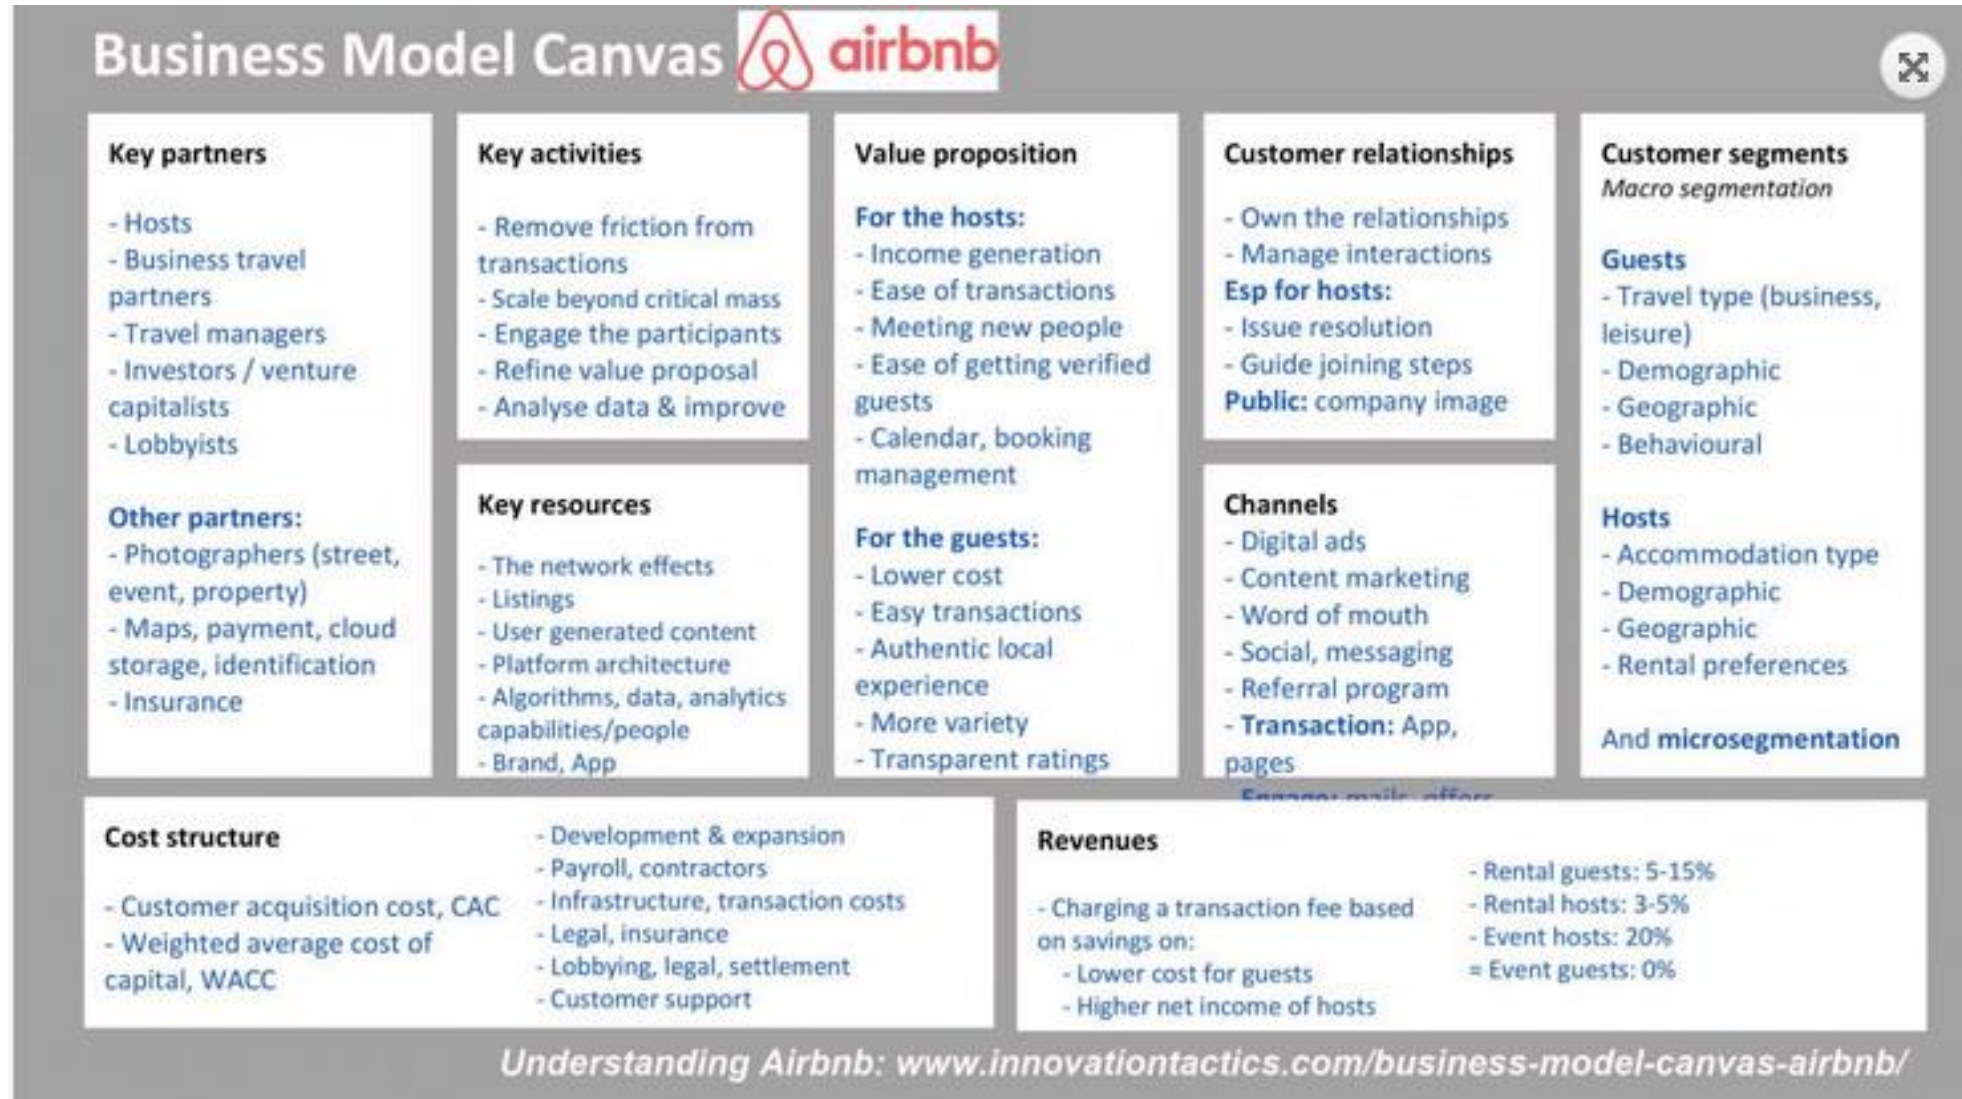 Business Model Canvas
airbnb
Key partners
- Hosts
- Business travel
partners
- Travel managers
- Investors / venture
capitalists
- Lobbyists
Other partners:
- Photographers (street,
event, property)
- Maps, payment, cloud
storage, identification
- Insurance
Key activities
- Remove friction from
transactions
- Scale beyond critical mass
- Engage the participants
- Refine value proposal
- Analyse data & improve
Key resources
- The network effects
- Listings
- User generated content
- Platform architecture
- Algorithms, data, analytics
capabilities/people
- Brand, App
Value proposition
For the hosts:
- Income generation
- Ease of transactions
- Meeting new people
- Ease of getting verified
guests
- Calendar, booking
management
For the guests:
- Lower cost
- Easy transactions
- Authentic local
experience
- More variety
- Transparent ratings
Customer relationships
- Own the relationships
- Manage interactions
Esp for hosts:
- Issue resolution
- Guide joining steps
Public: company image
Channels
- Digital ads
- Content marketing
- Word of mouth
- Social, messaging
- Referral program
- Transaction: App,
pages
- Engage: mails, offers
Customer segments
Macro segmentation
Guests
- Travel type (business,
leisure)
- Demographic
- Geographic
- Behavioural
Hosts
- Accommodation type
- Demographic
- Geographic
- Rental preferences
And microsegmentation
Cost structure
- Customer acquisition cost, CAC
- Weighted average cost of
capital, WACC
- Development & expansion
- Payroll, contractors
- Infrastructure, transaction costs
- Legal, insurance
- Lobbying, legal, settlement
- Customer support
Revenues
- Charging a transaction fee based
on savings on:
- Lower cost for guests
- Higher net income of hosts
- Rental guests: 5-15%
- Rental hosts: 3-5%
- Event hosts: 20%
= Event guests: 0%
Understanding Airbnb: www.innovationtactics.com/business-model-canvas-airbnb/